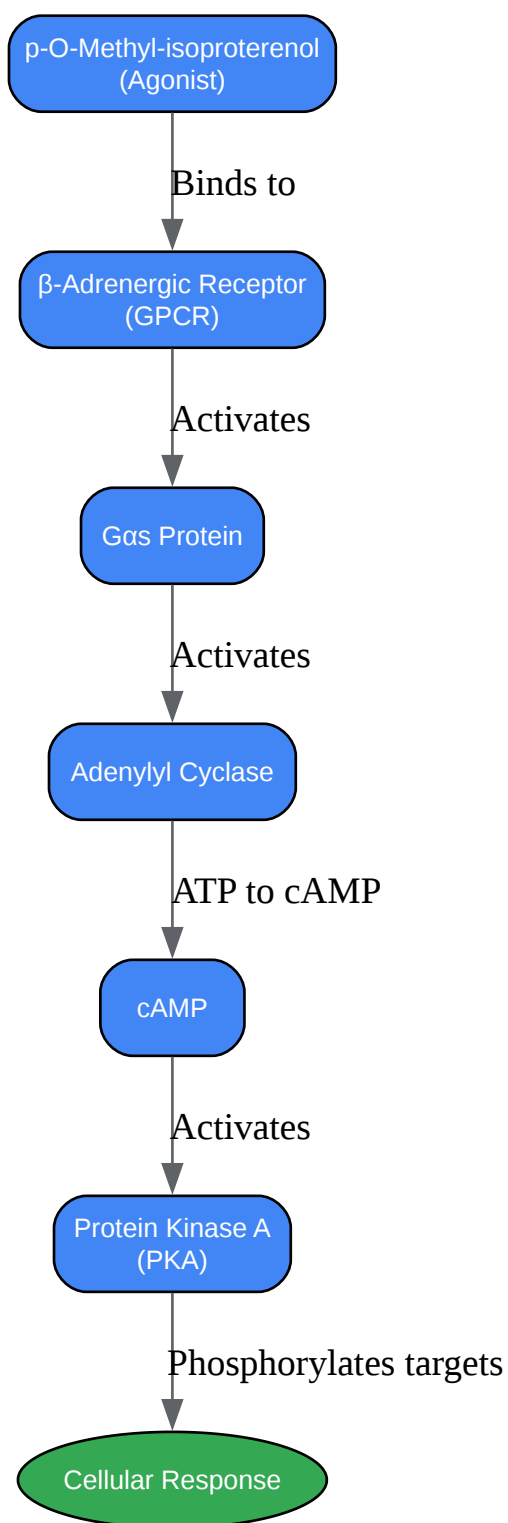 p-O-Methyl-isoproterenol
(Agonist)
Binds to
β-Adrenergic Receptor
(GPCR)
Activates
Gαs Protein
Activates
Adenylyl Cyclase
ATP to cAMP
cAMP
Activates
Protein Kinase A
(PKA)
Phosphorylates targets
Cellular Response